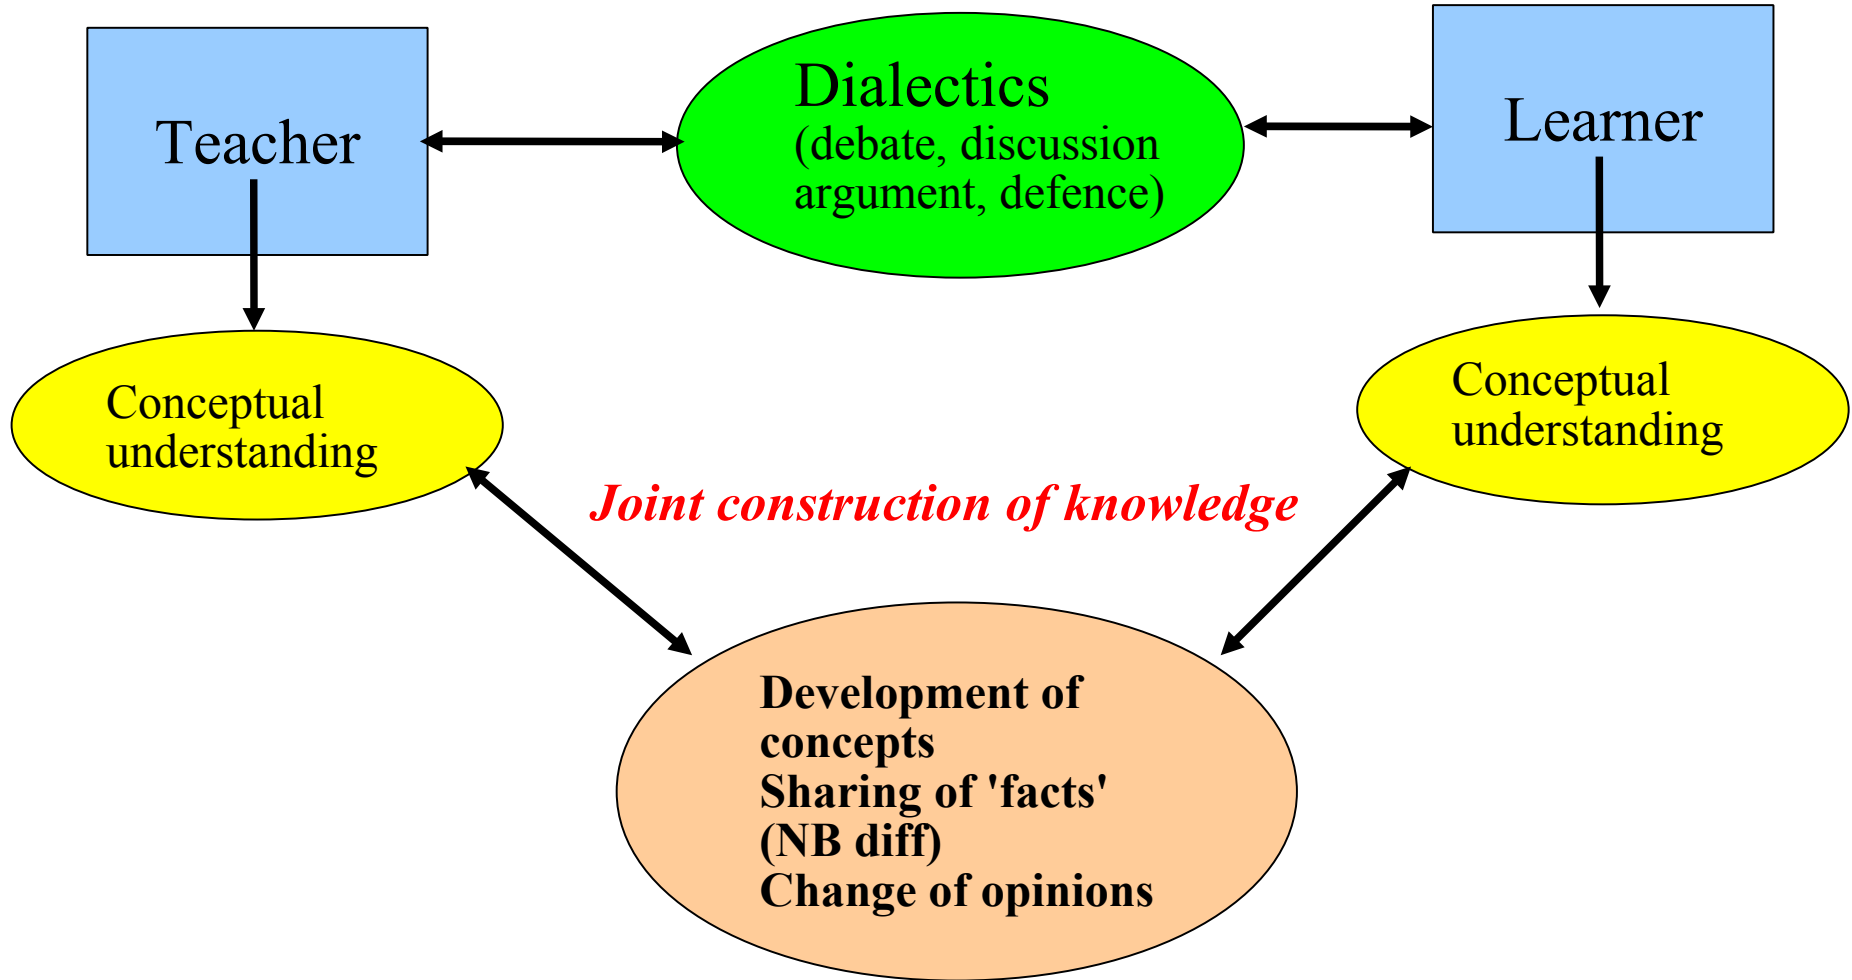 Teacher
Dialectics
(debate, discussion
argument, defence)
Learner
Conceptual
understanding
Conceptual
understanding
Joint construction of knowledge
Development of
concepts
Sharing of 'facts'
(NB diff)
Change of opinions